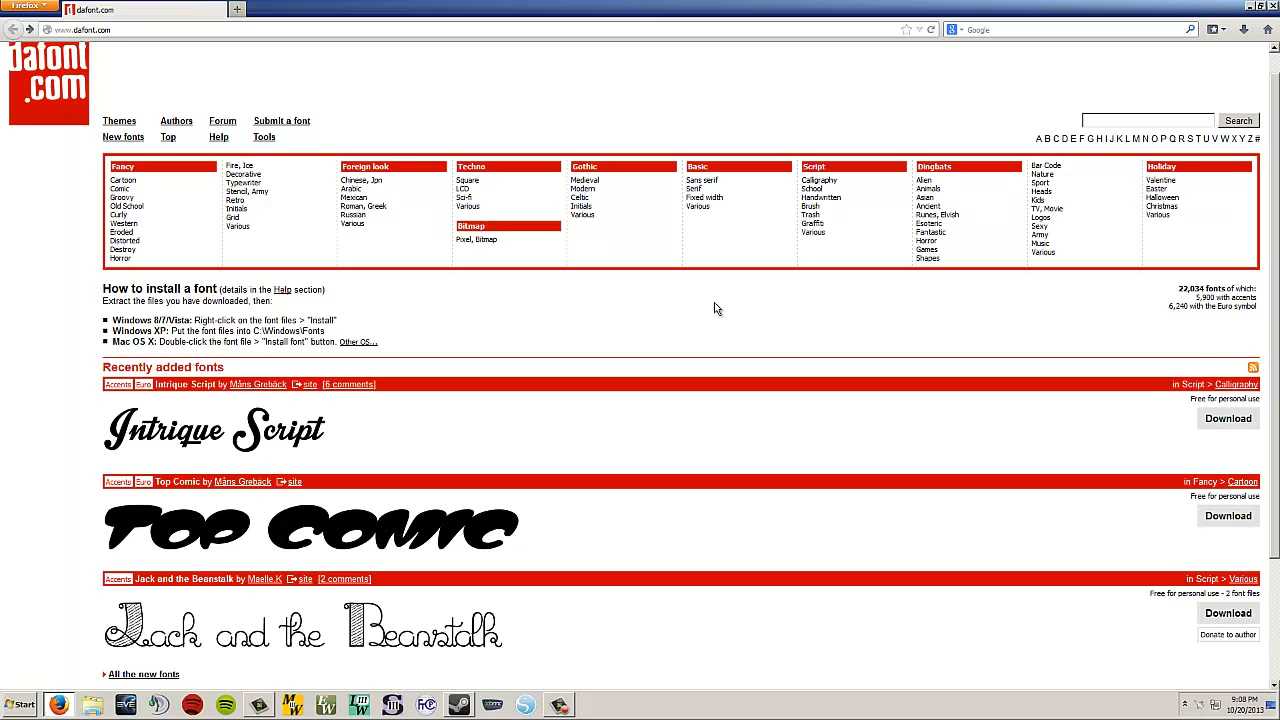 Firefox
dafont.com
www.dafont.com
Google
dafont
.com
Themes Authors Forum Submit a font
New fonts Top Help Tools
Search
A B C D E F G H I J K L M N O P Q R S T U V W X Y Z #
Fancy
Cartoon
Comic
Groovy
Old School
Curly
Western
Eroded
Distorted
Destroy
Horror
Fire, Ice
Decorative
Typewriter
Stencil, Army
Retro
Initials
Grid
Various
Foreign look
Chinese, Jpn
Arabic
Mexican
Roman, Greek
Russian
Various
Techno
Square
LCD
Sci-fi
Various
Bitmap
Pixel, Bitmap
Gothic
Medieval
Modern
Celtic
Initials
Various
Basic
Sans serif
Serif
Fixed width
Various
Script
Calligraphy
School
Handwritten
Brush
Trash
Graffiti
Various
Dingbats
Alien
Animals
Asian
Ancient
Runes, Elvish
Esoteric
Fantastic
Horror
Games
Shapes
Bar Code
Nature
Sport
Heads
Kids
TV, Movie
Logos
Sexy
Army
Music
Various
Holiday
Valentine
Easter
Halloween
Christmas
Various
How to install a font (details in the Help section)
Extract the files you have downloaded, then:
Windows 8/7/Vista: Right-click on the font files > "Install"
Windows XP: Put the font files into C:\Windows\Fonts
Mac OS X: Double-click the font file > "Install font" button. Other OS...
22,034 fonts of which:
5,900 with accents
6,240 with the Euro symbol
Recently added fonts
Accents Euro Intrique Script by Måns Grebäck site [6 comments] in Script > Calligraphy
Free for personal use
Intrique Script
Download
Accents Euro Top Comic by Måns Grebäck site in Fancy > Cartoon
Free for personal use
Top Comic
Download
Accents Jack and the Beanstalk by Maelle.K site [2 comments] in Script > Various
Free for personal use - 2 font files
Jack and the Beanstalk
Download
Donate to author
All the new fonts
Start
9:08 PM
10/20/2013